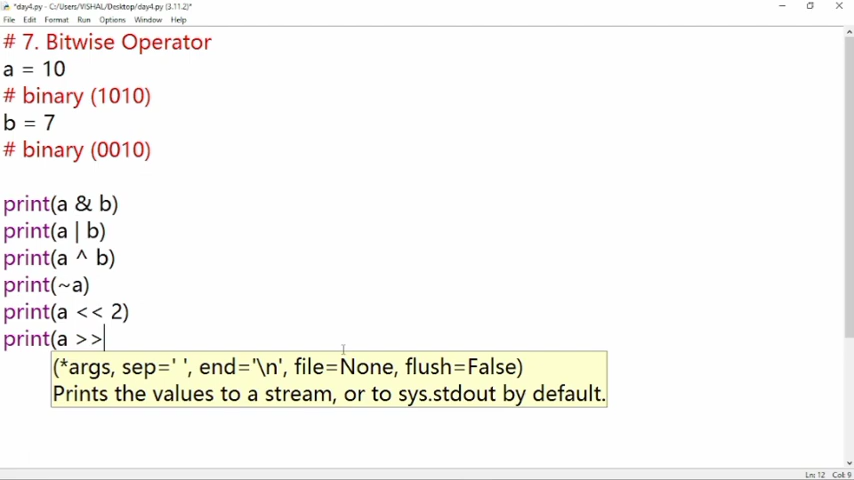 *day4.py - C:/Users/VISHAL/Desktop/day4.py (3.11.2)*
File Edit Format Run Options Window Help
# 7. Bitwise Operator
a = 10
# binary (1010)
b = 7
# binary (0010)
print(a & b)
print(a | b)
print(a ^ b)
print(~a)
print(a << 2)
print(a >>
(*args, sep=' ', end='\n', file=None, flush=False)
Prints the values to a stream, or to sys.stdout by default.
Ln: 12 Col: 9